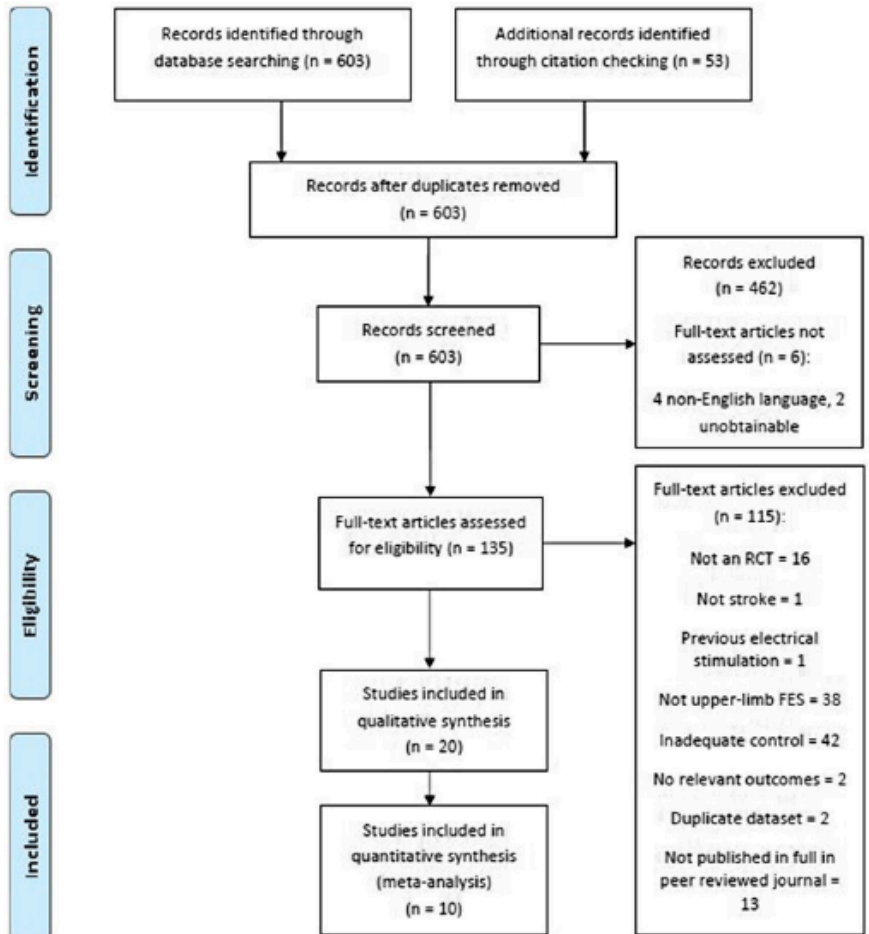 Identification
Records identified through
database searching (n = 603)
Additional records identified
through citation checking (n = 53)
Records after duplicates removed
(n = 603)
Screening
Records screened
(n = 603)
Records excluded
(n = 462)
Full-text articles not
assessed (n = 6):
4 non-English language, 2
unobtainable
Eligibility
Full-text articles assessed
for eligibility (n = 135)
Full-text articles excluded
(n = 115):
Not an RCT = 16
Not stroke = 1
Previous electrical
stimulation = 1
Not upper-limb FES = 38
Inadequate control = 42
No relevant outcomes = 2
Duplicate dataset = 2
Not published in full in
peer reviewed journal =
13
Studies included in
qualitative synthesis
(n = 20)
Included
Studies included in
quantitative synthesis
(meta-analysis)
(n = 10)